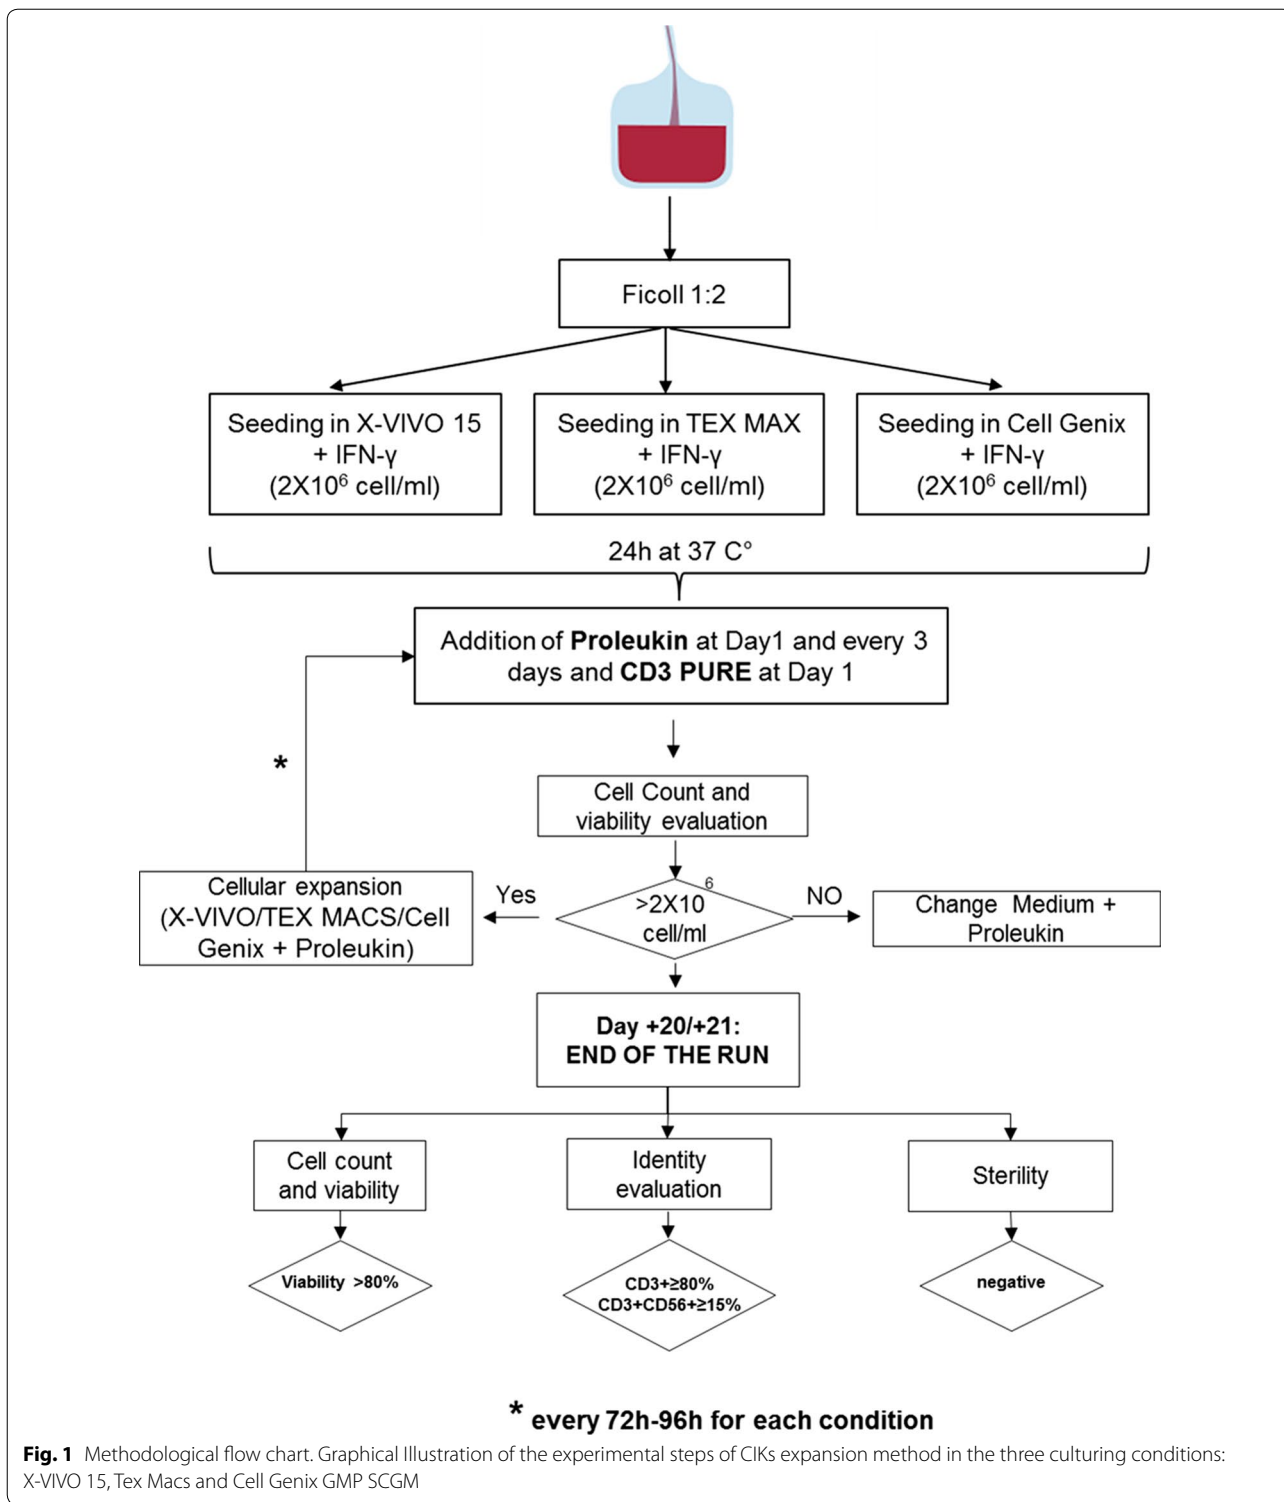 Ficoll 1:2
Seeding in X-VIVO 15
+ IFN-γ
(2X10⁶ cell/ml)
Seeding in TEX MAX
+ IFN-γ
(2X10⁶ cell/ml)
Seeding in Cell Genix
+ IFN-γ
(2X10⁶ cell/ml)
24h at 37 C°
Addition of Proleukin at Day1 and every 3
days and CD3 PURE at Day 1
*
Cell Count and
viability evaluation
Cellular expansion
(X-VIVO/TEX MACS/Cell
Genix + Proleukin)
Yes
>2X10⁶
cell/ml
NO
Change Medium +
Proleukin
Day +20/+21:
END OF THE RUN
Cell count
and viability
Identity
evaluation
Sterility
Viability >80%
CD3+≥80%
CD3+CD56+≥15%
negative
* every 72h-96h for each condition
Fig. 1 Methodological flow chart. Graphical Illustration of the experimental steps of CIKs expansion method in the three culturing conditions:
X-VIVO 15, Tex Macs and Cell Genix GMP SCGM